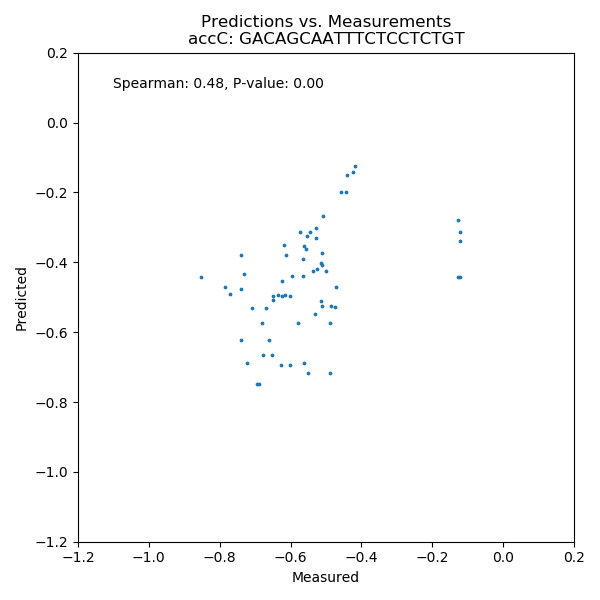 Predictions vs. Measurements
accC: GACAGCAATTTCTCCTCTGT
0.2
Spearman: 0.48, P-value: 0.00
0.0
−0.2
−0.4
Predicted
−0.6
−0.8
−1.0
−1.2
−1.2 −1.0 −0.8 −0.6 −0.4 −0.2 0.0 0.2
Measured